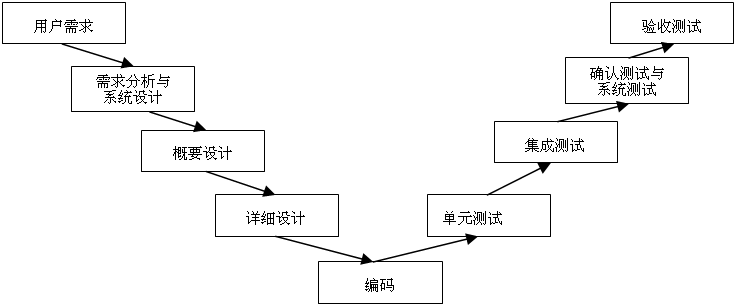 用户需求
验收测试
需求分析与
系统设计
确认测试与
系统测试
概要设计
集成测试
详细设计
单元测试
编码